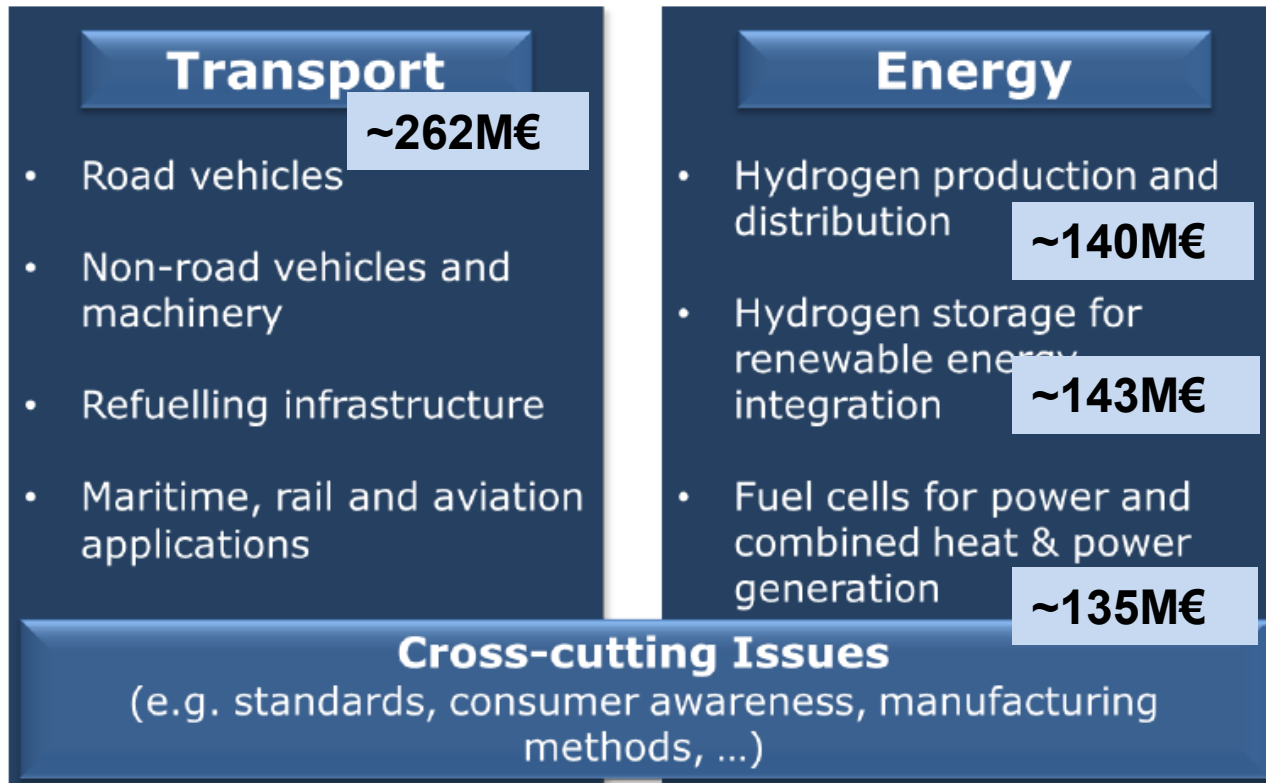 Transport
~262M€
• Road vehicles
• Non-road vehicles and
machinery
• Refuelling infrastructure
• Maritime, rail and aviation
applications
Energy
• Hydrogen production and
distribution
~140M€
• Hydrogen storage for
renewable energy
integration
~143M€
• Fuel cells for power and
combined heat & power
generation
~135M€
Cross-cutting Issues
(e.g. standards, consumer awareness, manufacturing
methods, ...)